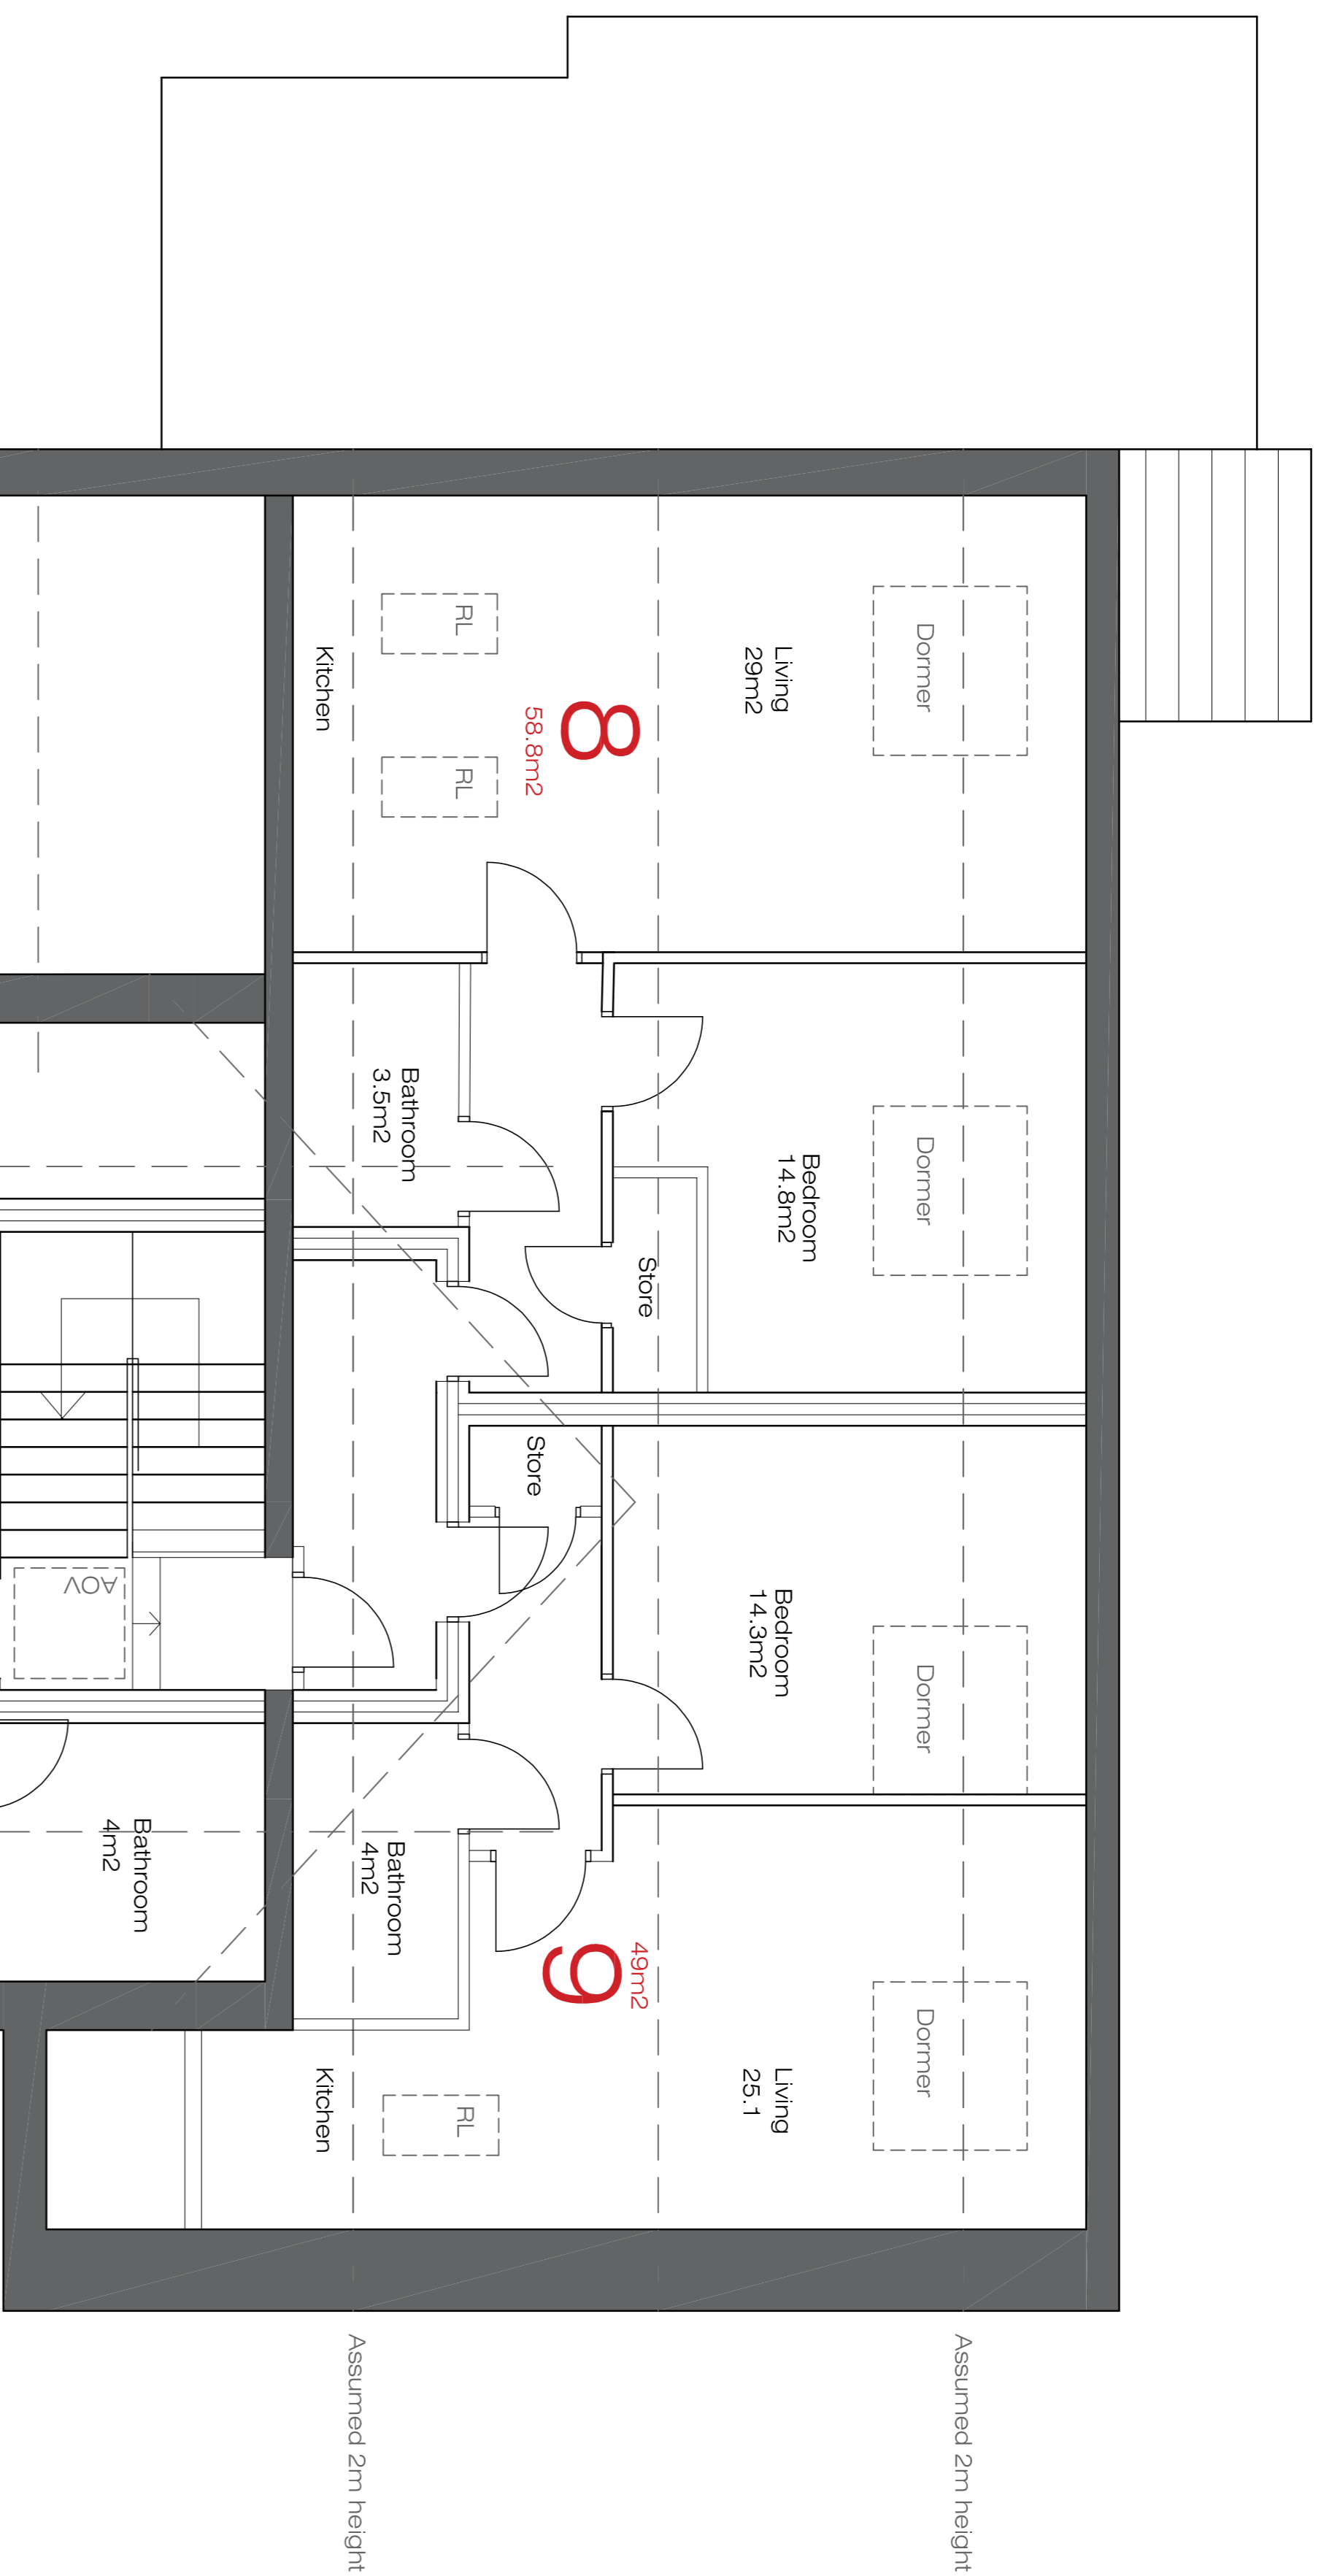 Dormer
Living
29m2
8
58.8m2
RL
RL
Kitchen
Dormer
Bedroom
14.8m2
Store
Bathroom
3.5m2
Dormer
Bedroom
14.3m2
Store
AOV
Dormer
Living
25.1
49m2
9
RL
Kitchen
Bathroom
4m2
Bathroom
4m2
Assumed 2m height
Assumed 2m height